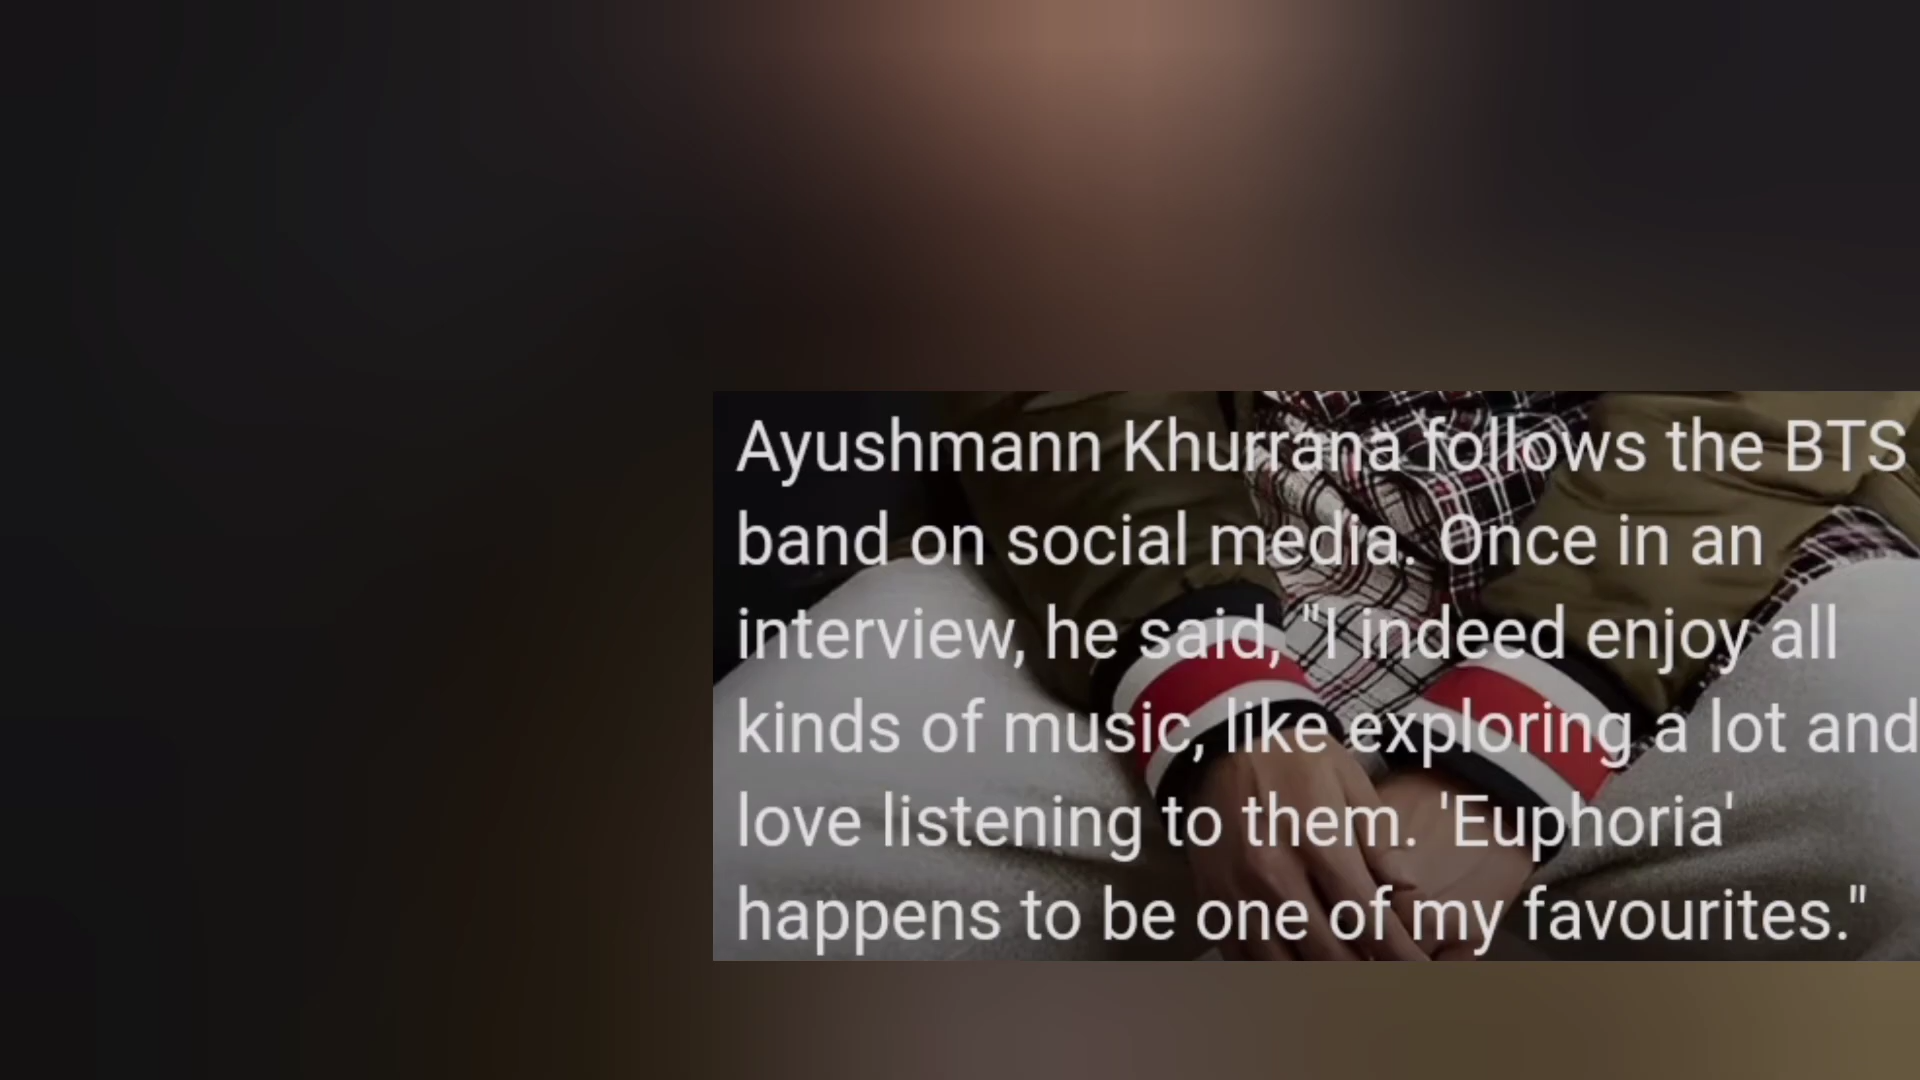 Ayushmann Khurrana follows the BTS
band on social media. Once in an
interview, he said, "I indeed enjoy all
kinds of music, like exploring a lot and
love listening to them. 'Euphoria'
happens to be one of my favourites."